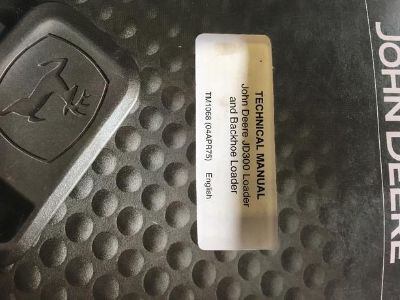 TECHNICAL MANUAL
John Deere JD300 Loader
and Backhoe Loader
TM1068 (04APR75) English
JOHN DEERE